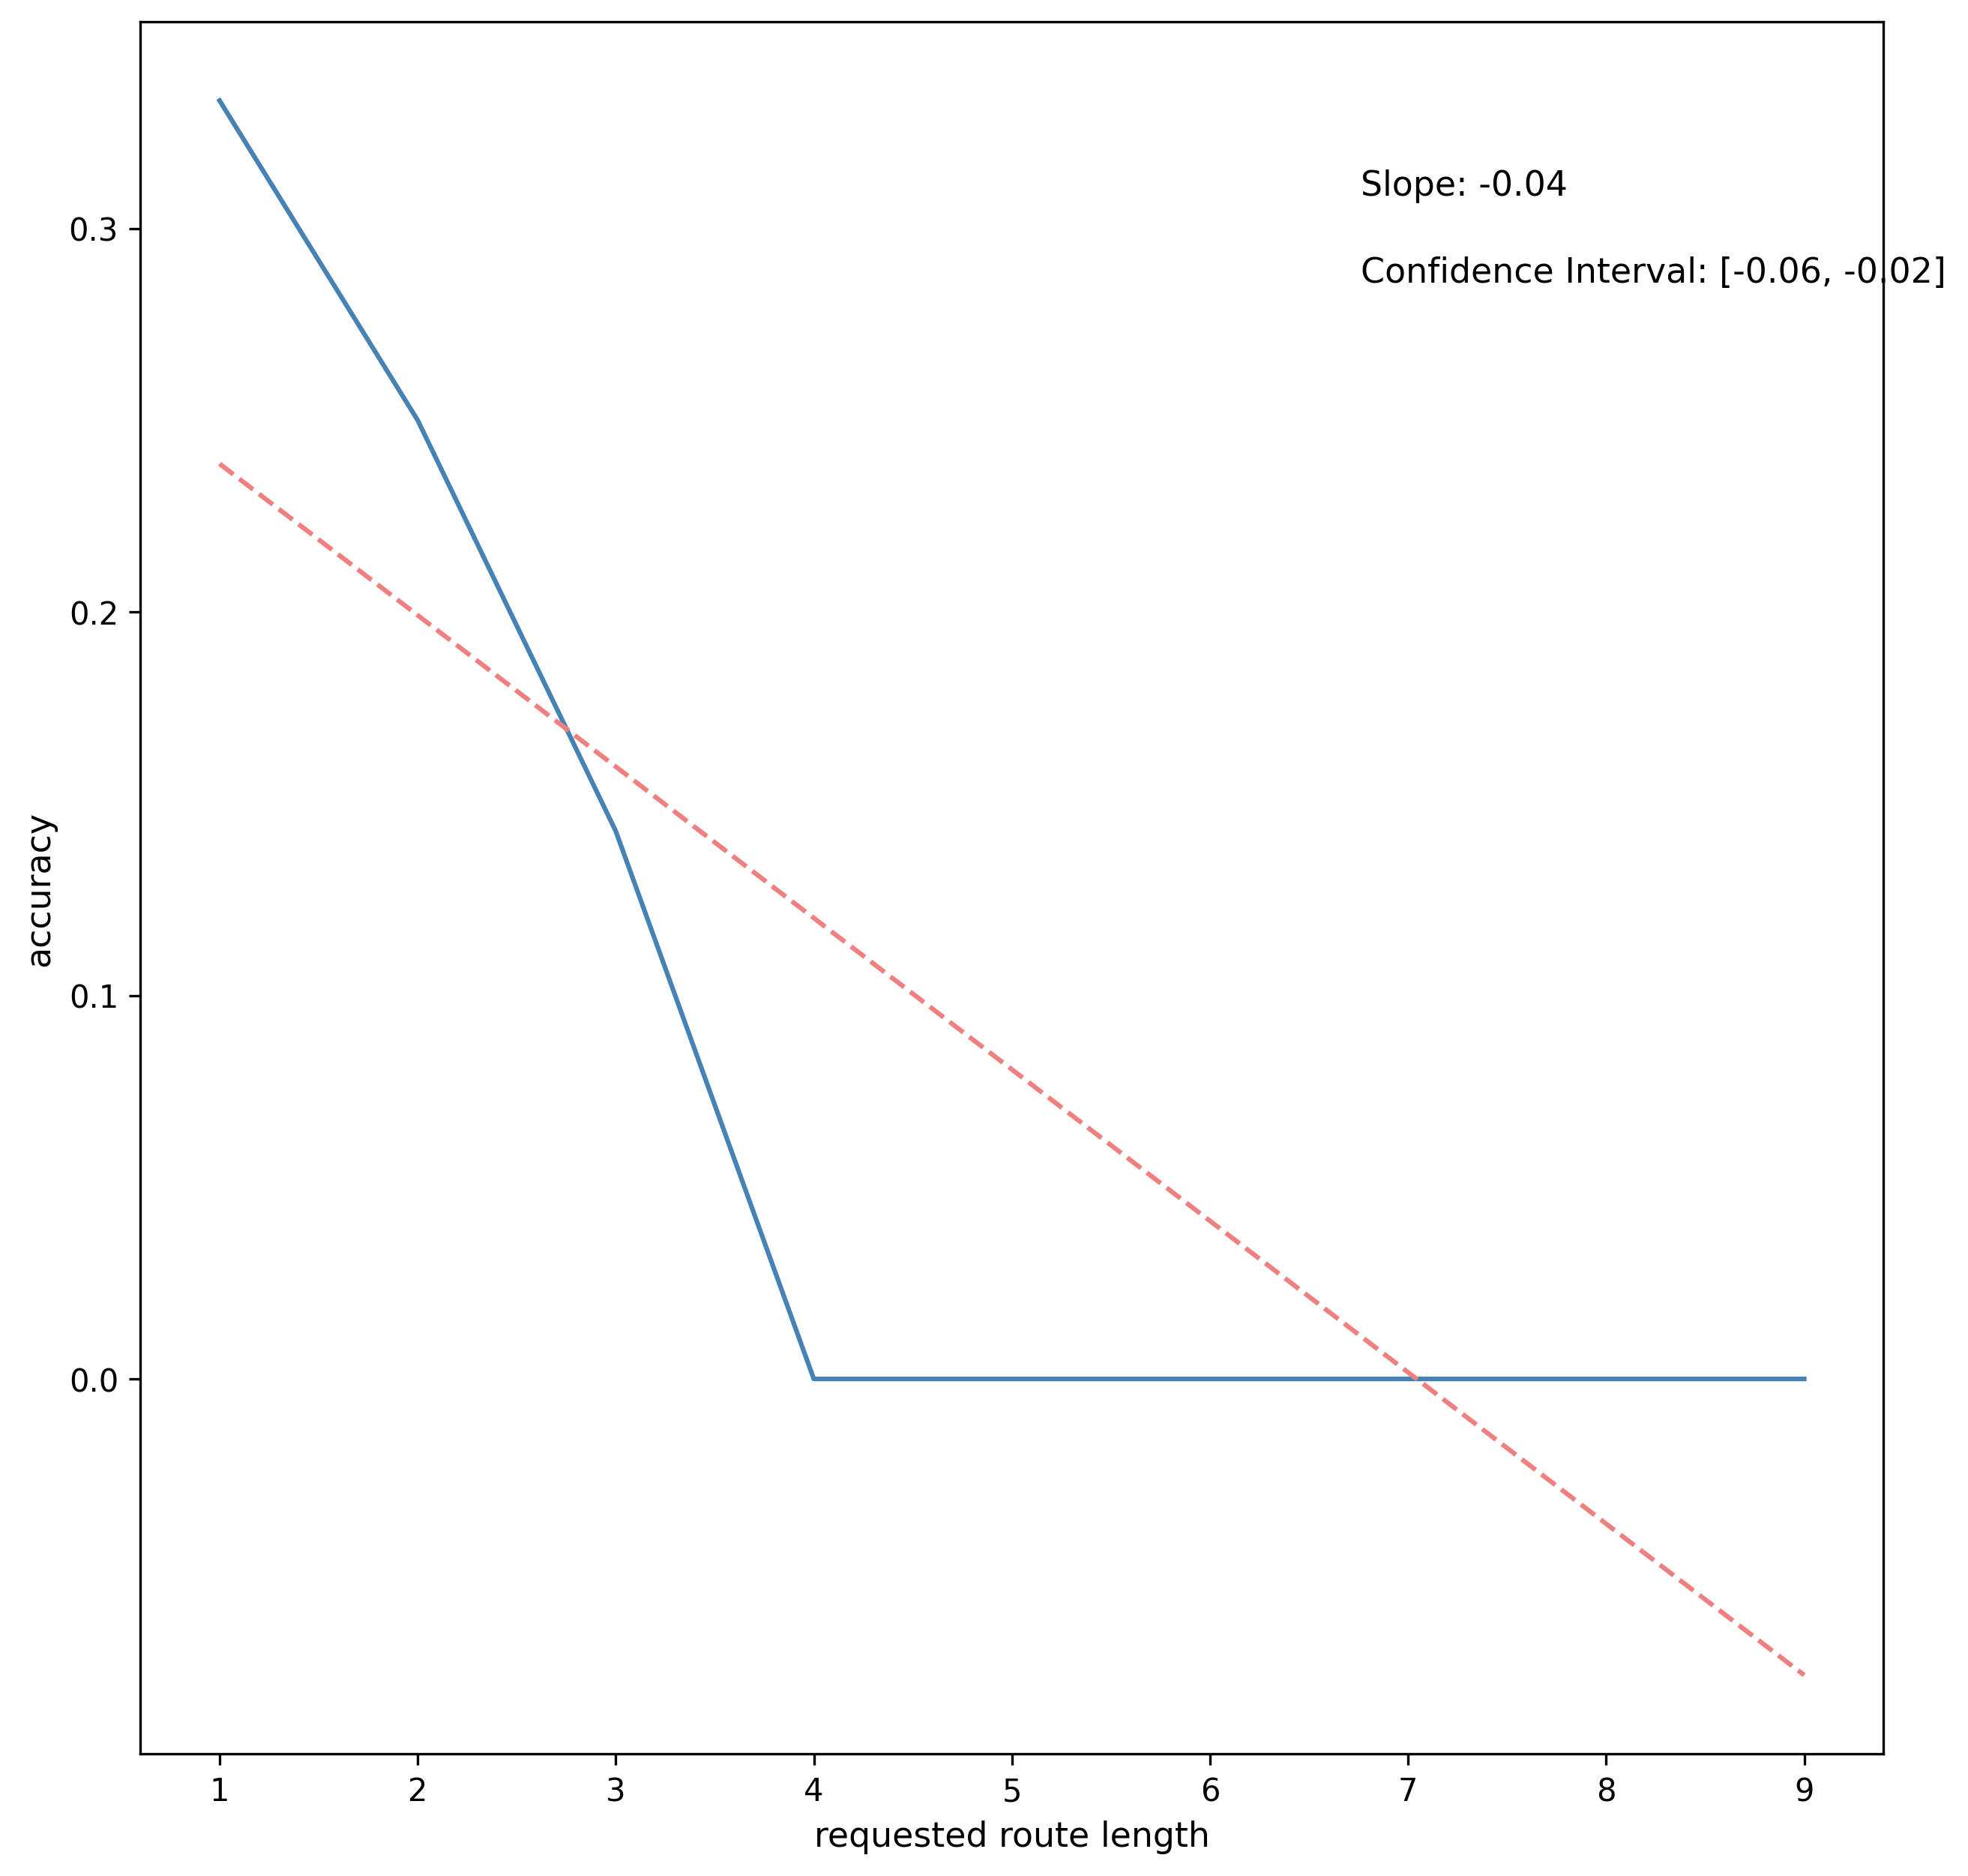 Slope: -0.04
Confidence Interval: [-0.06, -0.02]
0.3
0.2
0.1
0.0
accuracy
1 2 3 4 5 6 7 8 9
requested route length